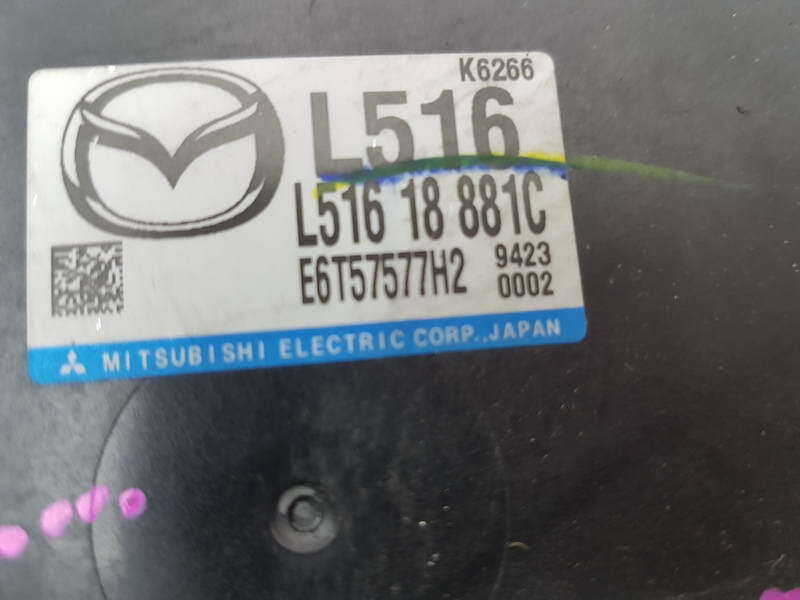 K6266
L516
L516 18 881C
E6T57577H2
9423
0002
MITSUBISHI ELECTRIC CORP., JAPAN